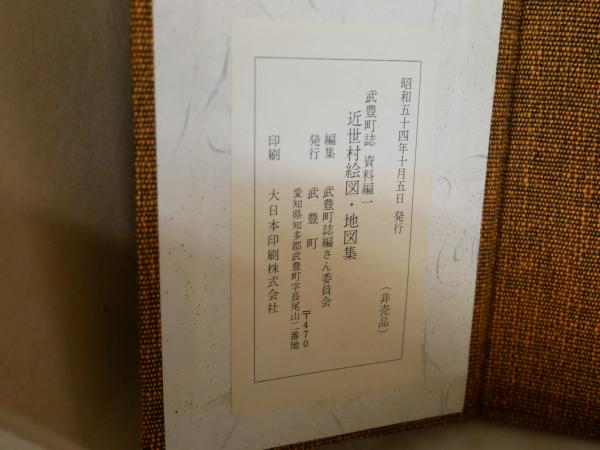 昭和五十四年十月五日 発行
(非売品)
武豊町誌 資料編一
近世村絵図・地図集
編集 武豊町誌編さん委員会
発行 武豊町
〒470
愛知県知多郡武豊町字長尾山二番地
印刷 大日本印刷株式会社